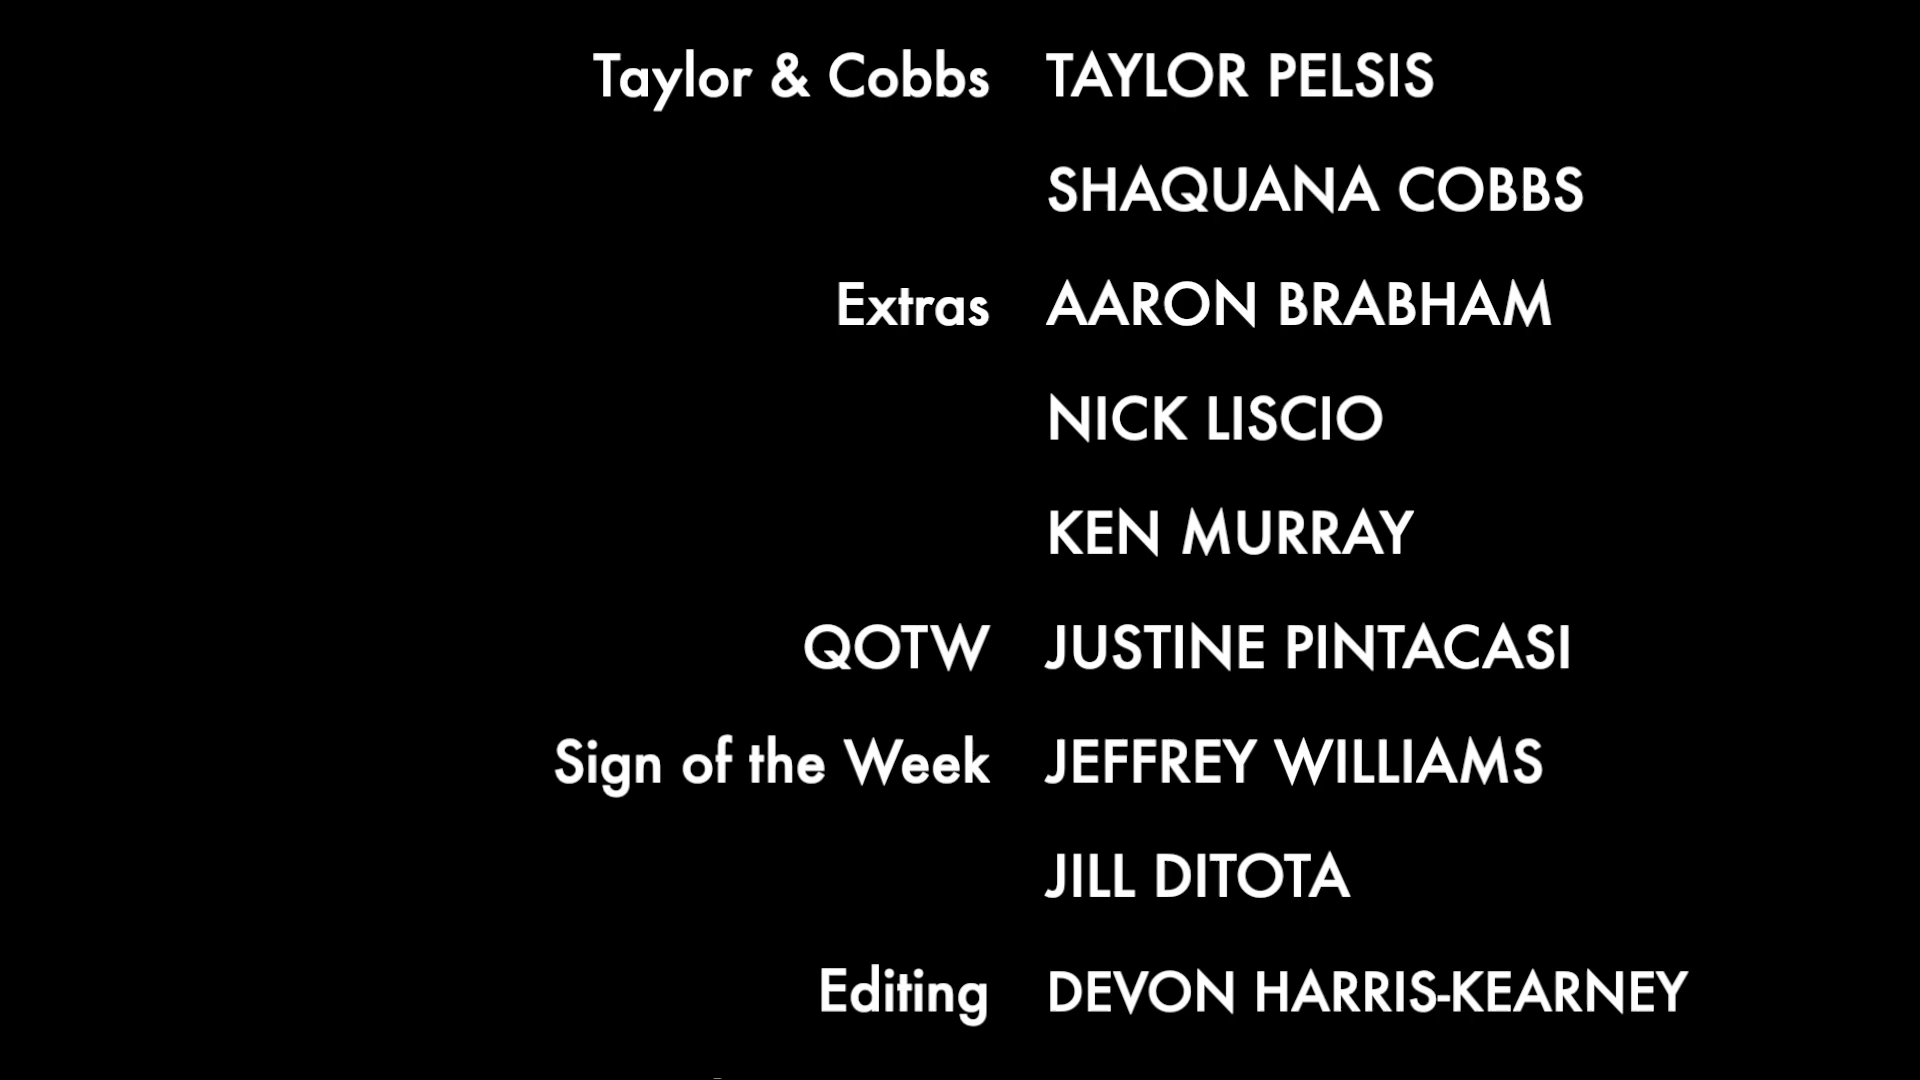 Taylor & Cobbs TAYLOR PELSIS
SHAQUANA COBBS
Extras AARON BRABHAM
NICK LISCIO
KEN MURRAY
QOTW JUSTINE PINTACASI
Sign of the Week JEFFREY WILLIAMS
JILL DITOTA
Editing DEVON HARRIS-KEARNEY